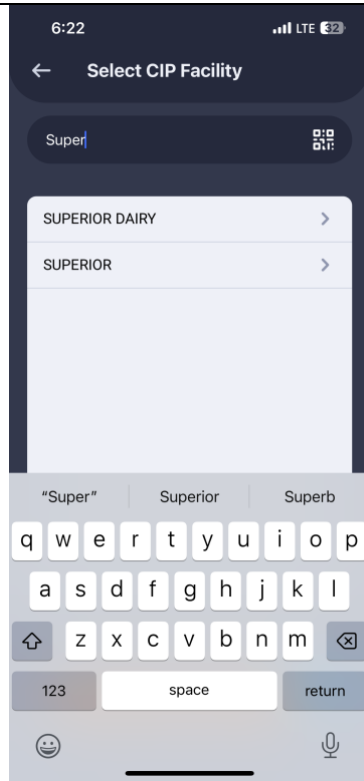 6:22 LTE 32
Select CIP Facility
Super
SUPERIOR DAIRY
SUPERIOR
“Super” Superior Superb
q w e r t y u i o p
a s d f g h j k l
z x c v b n m
123 space return